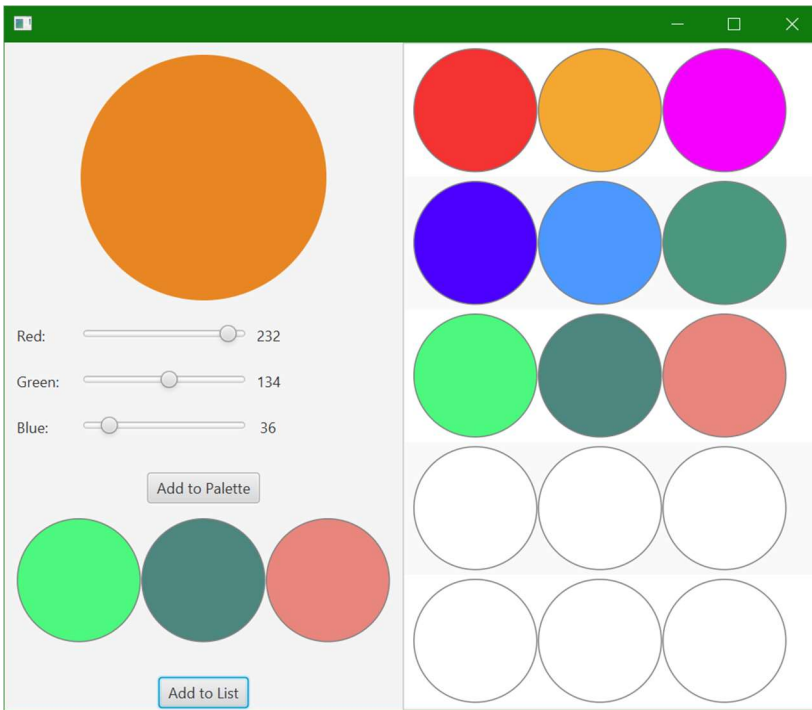 Red: 232
Green: 134
Blue: 36
Add to Palette
Add to List